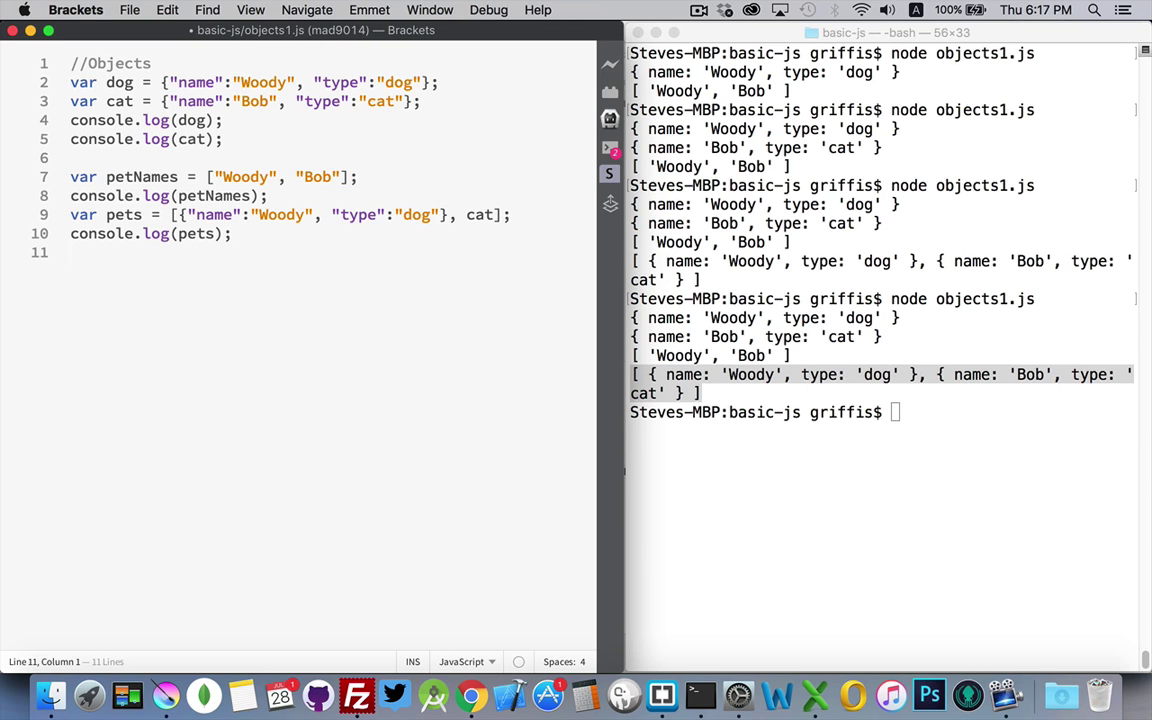 Brackets File Edit Find View Navigate Emmet Window Debug Help A 100% Thu 6:17 PM
• basic-js/objects1.js (mad9014) — Brackets
1 //Objects
2 var dog = {"name":"Woody", "type":"dog"};
3 var cat = {"name":"Bob", "type":"cat"};
4 console.log(dog);
5 console.log(cat);
6
7 var petNames = ["Woody", "Bob"];
8 console.log(petNames);
9 var pets = [{"name":"Woody", "type":"dog"}, cat];
10 console.log(pets);
11
2
S
Line 11, Column 1 — 11 Lines INS JavaScript Spaces: 4
basic-js — -bash — 56×33
[Steves-MBP:basic-js griffis$ node objects1.js ]
{ name: 'Woody', type: 'dog' }
[ 'Woody', 'Bob' ]
[Steves-MBP:basic-js griffis$ node objects1.js ]
{ name: 'Woody', type: 'dog' }
{ name: 'Bob', type: 'cat' }
[ 'Woody', 'Bob' ]
[Steves-MBP:basic-js griffis$ node objects1.js ]
{ name: 'Woody', type: 'dog' }
{ name: 'Bob', type: 'cat' }
[ 'Woody', 'Bob' ]
[ { name: 'Woody', type: 'dog' }, { name: 'Bob', type: '
cat' } ]
[Steves-MBP:basic-js griffis$ node objects1.js ]
{ name: 'Woody', type: 'dog' }
{ name: 'Bob', type: 'cat' }
[ 'Woody', 'Bob' ]
[ { name: 'Woody', type: 'dog' }, { name: 'Bob', type: '
cat' } ]
Steves-MBP:basic-js griffis$
28 1 Fz 1 W X O Ps